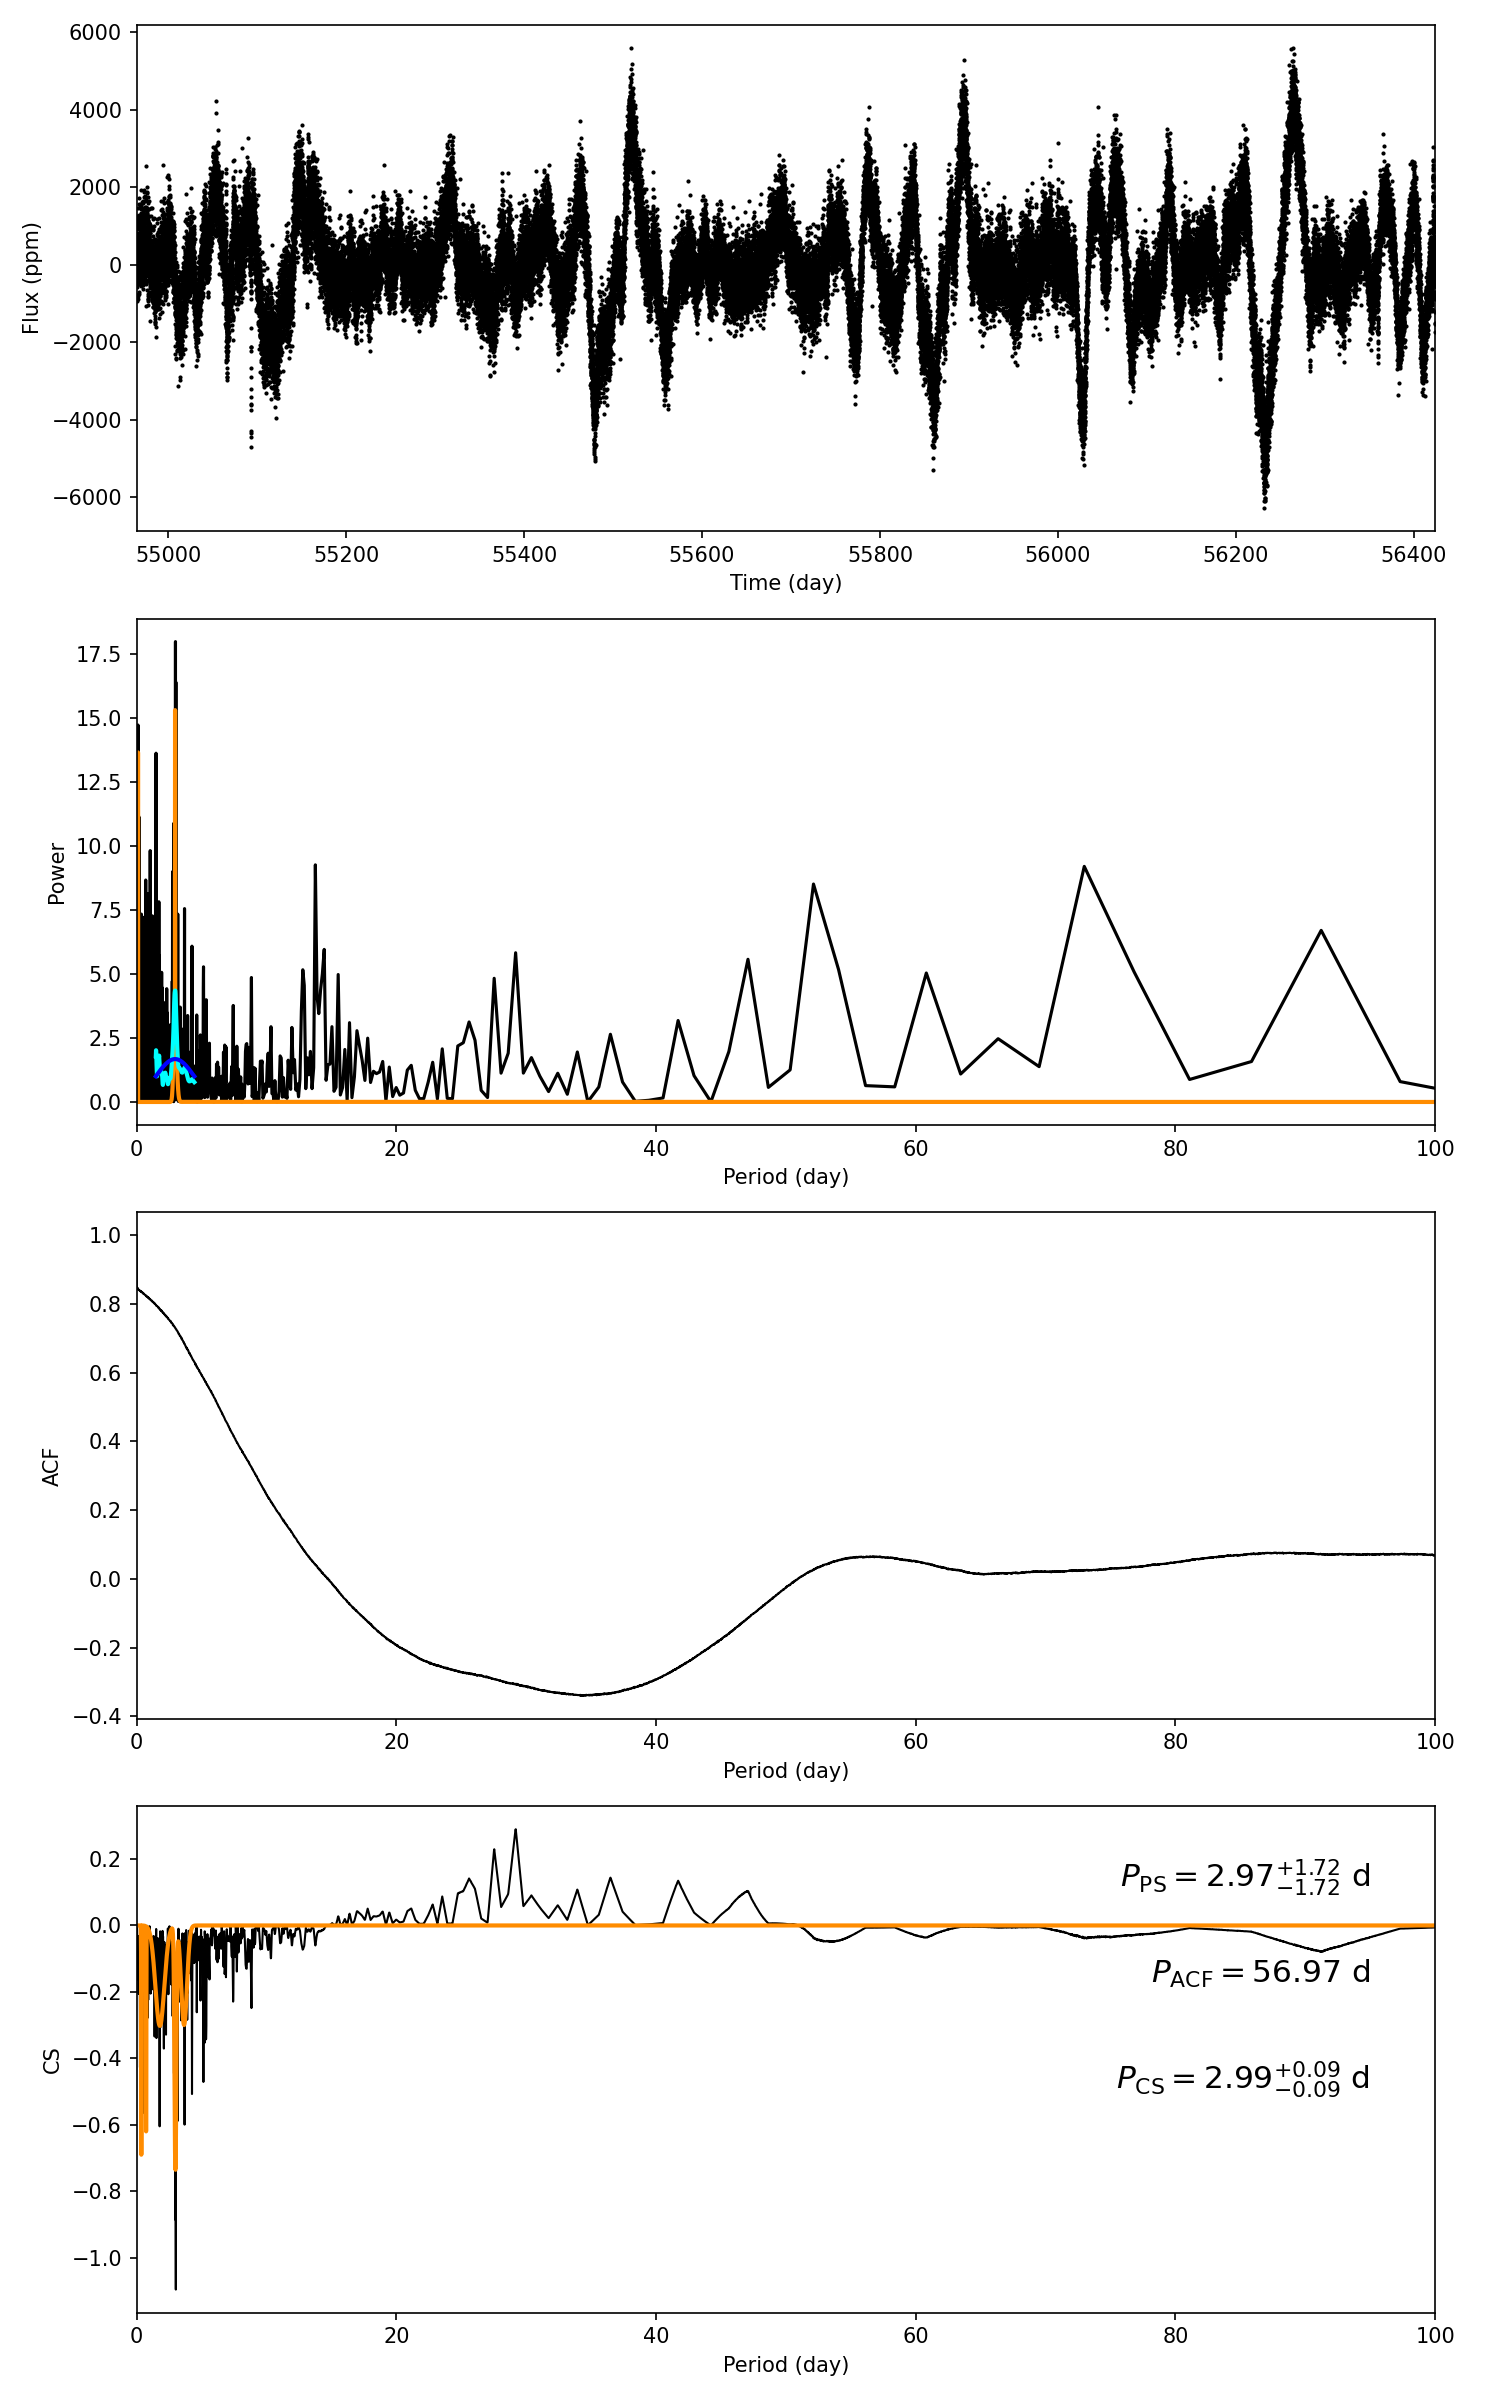 6000
4000
2000
0
−2000
−4000
−6000
Flux (ppm)
55000 55200 55400 55600 55800 56000 56200 56400
Time (day)
17.5
15.0
12.5
10.0
7.5
5.0
2.5
0.0
Power
0 20 40 60 80 100
Period (day)
1.0
0.8
0.6
0.4
0.2
0.0
−0.2
−0.4
ACF
0 20 40 60 80 100
Period (day)
0.2
0.0
−0.2
−0.4
−0.6
−0.8
−1.0
CS
P_PS = 2.97 +1.72 −1.72 d
P_ACF = 56.97 d
P_CS = 2.99 +0.09 −0.09 d
0 20 40 60 80 100
Period (day)